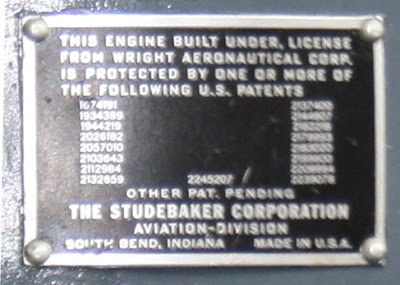 THIS ENGINE BUILT UNDER, LICENSE
FROM WRIGHT AERONAUTICAL CORP.
IS PROTECTED BY ONE OR MORE OF
THE FOLLOWING U.S. PATENTS
1674191 2137400
1934399
1944219
2026182
2057010
2103643
2112984
2132659 2245207
OTHER PAT. PENDING
THE STUDEBAKER CORPORATION
AVIATION-DIVISION
SOUTH BEND, INDIANA MADE IN U.S.A.